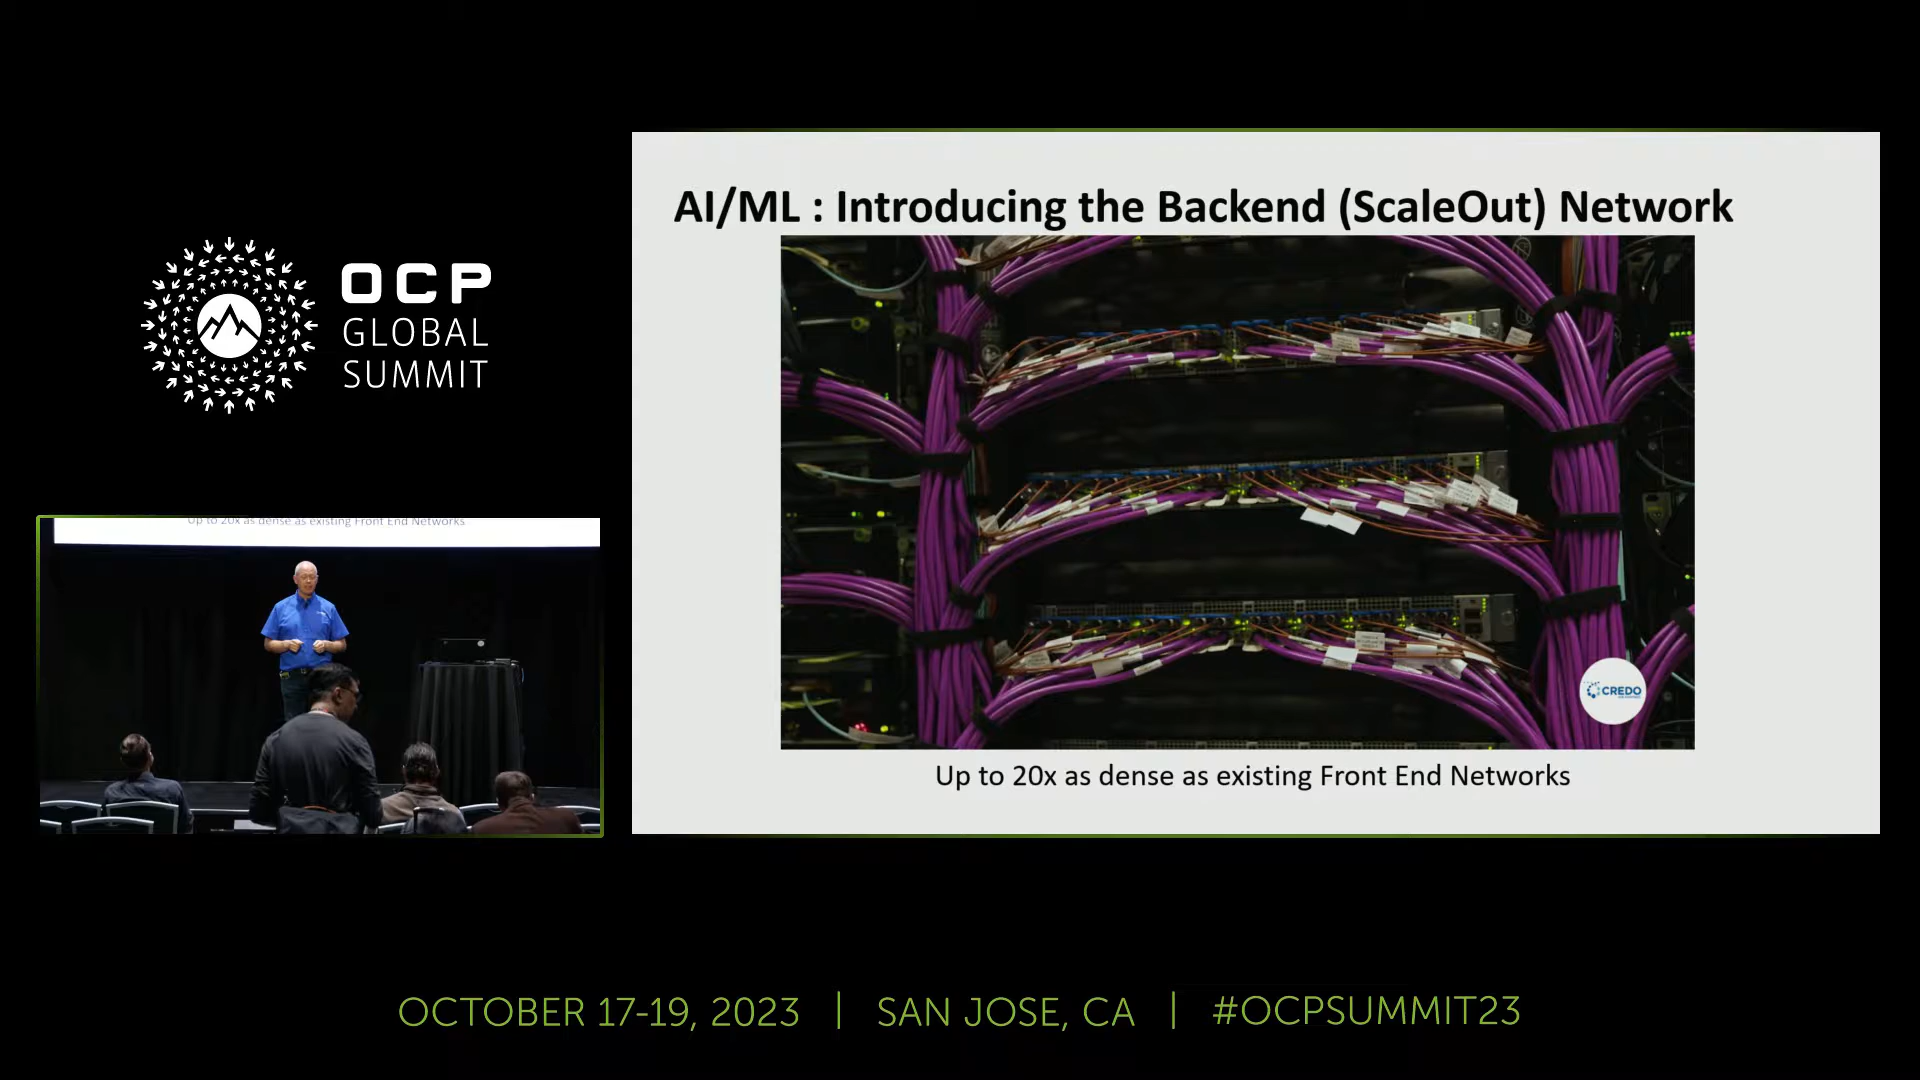 OCP
GLOBAL
SUMMIT
Up to 20x as dense as existing Front End Networks
AI/ML : Introducing the Backend (ScaleOut) Network
CREDO
Up to 20x as dense as existing Front End Networks
OCTOBER 17-19, 2023 | SAN JOSE, CA | #OCPSUMMIT23